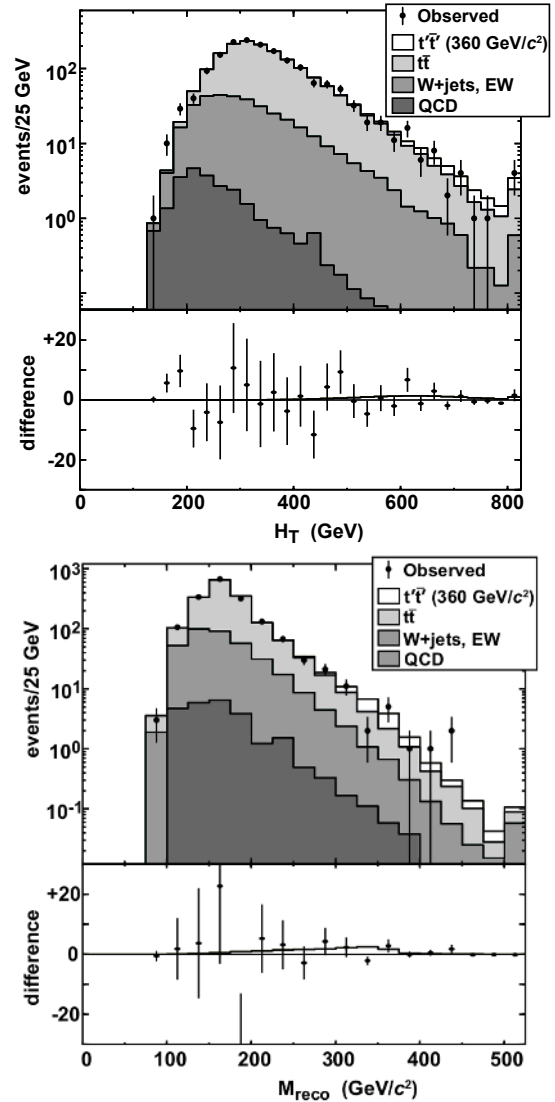 Observed
t′t̄′ (360 GeV/c²)
tt̄
W+jets, EW
QCD
events/25 GeV
10²
10¹
10⁰
difference
+20
0
-20
0 200 400 600 800
H_T (GeV)
Observed
t′t̄′ (360 GeV/c²)
tt̄
W+jets, EW
QCD
events/25 GeV
10³
10²
10¹
10⁰
10⁻¹
difference
+20
0
-20
0 100 200 300 400 500
M_reco (GeV/c²)